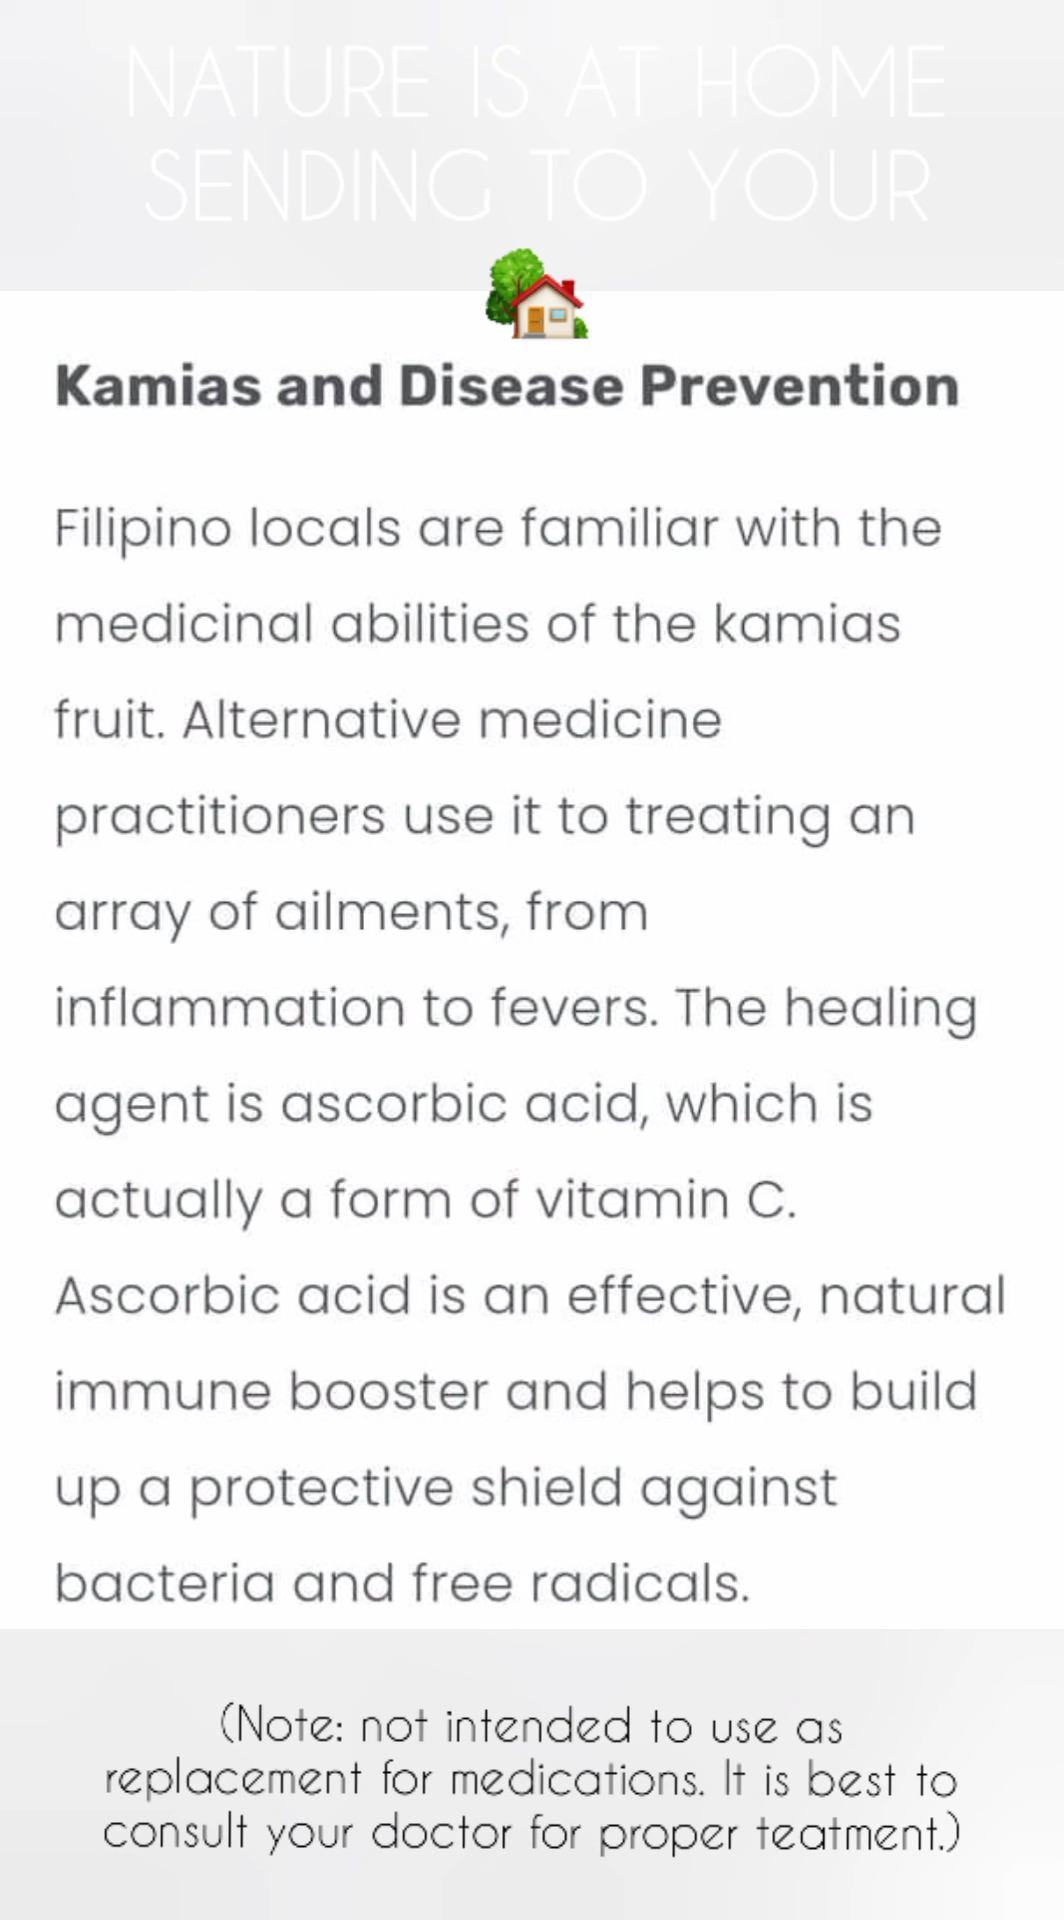 NATURE IS AT HOME
SENDING TO YOUR
Kamias and Disease Prevention
Filipino locals are familiar with the
medicinal abilities of the kamias
fruit. Alternative medicine
practitioners use it to treating an
array of ailments, from
inflammation to fevers. The healing
agent is ascorbic acid, which is
actually a form of vitamin C.
Ascorbic acid is an effective, natural
immune booster and helps to build
up a protective shield against
bacteria and free radicals.
(Note: not intended to use as
replacement for medications. It is best to
consult your doctor for proper teatment.)